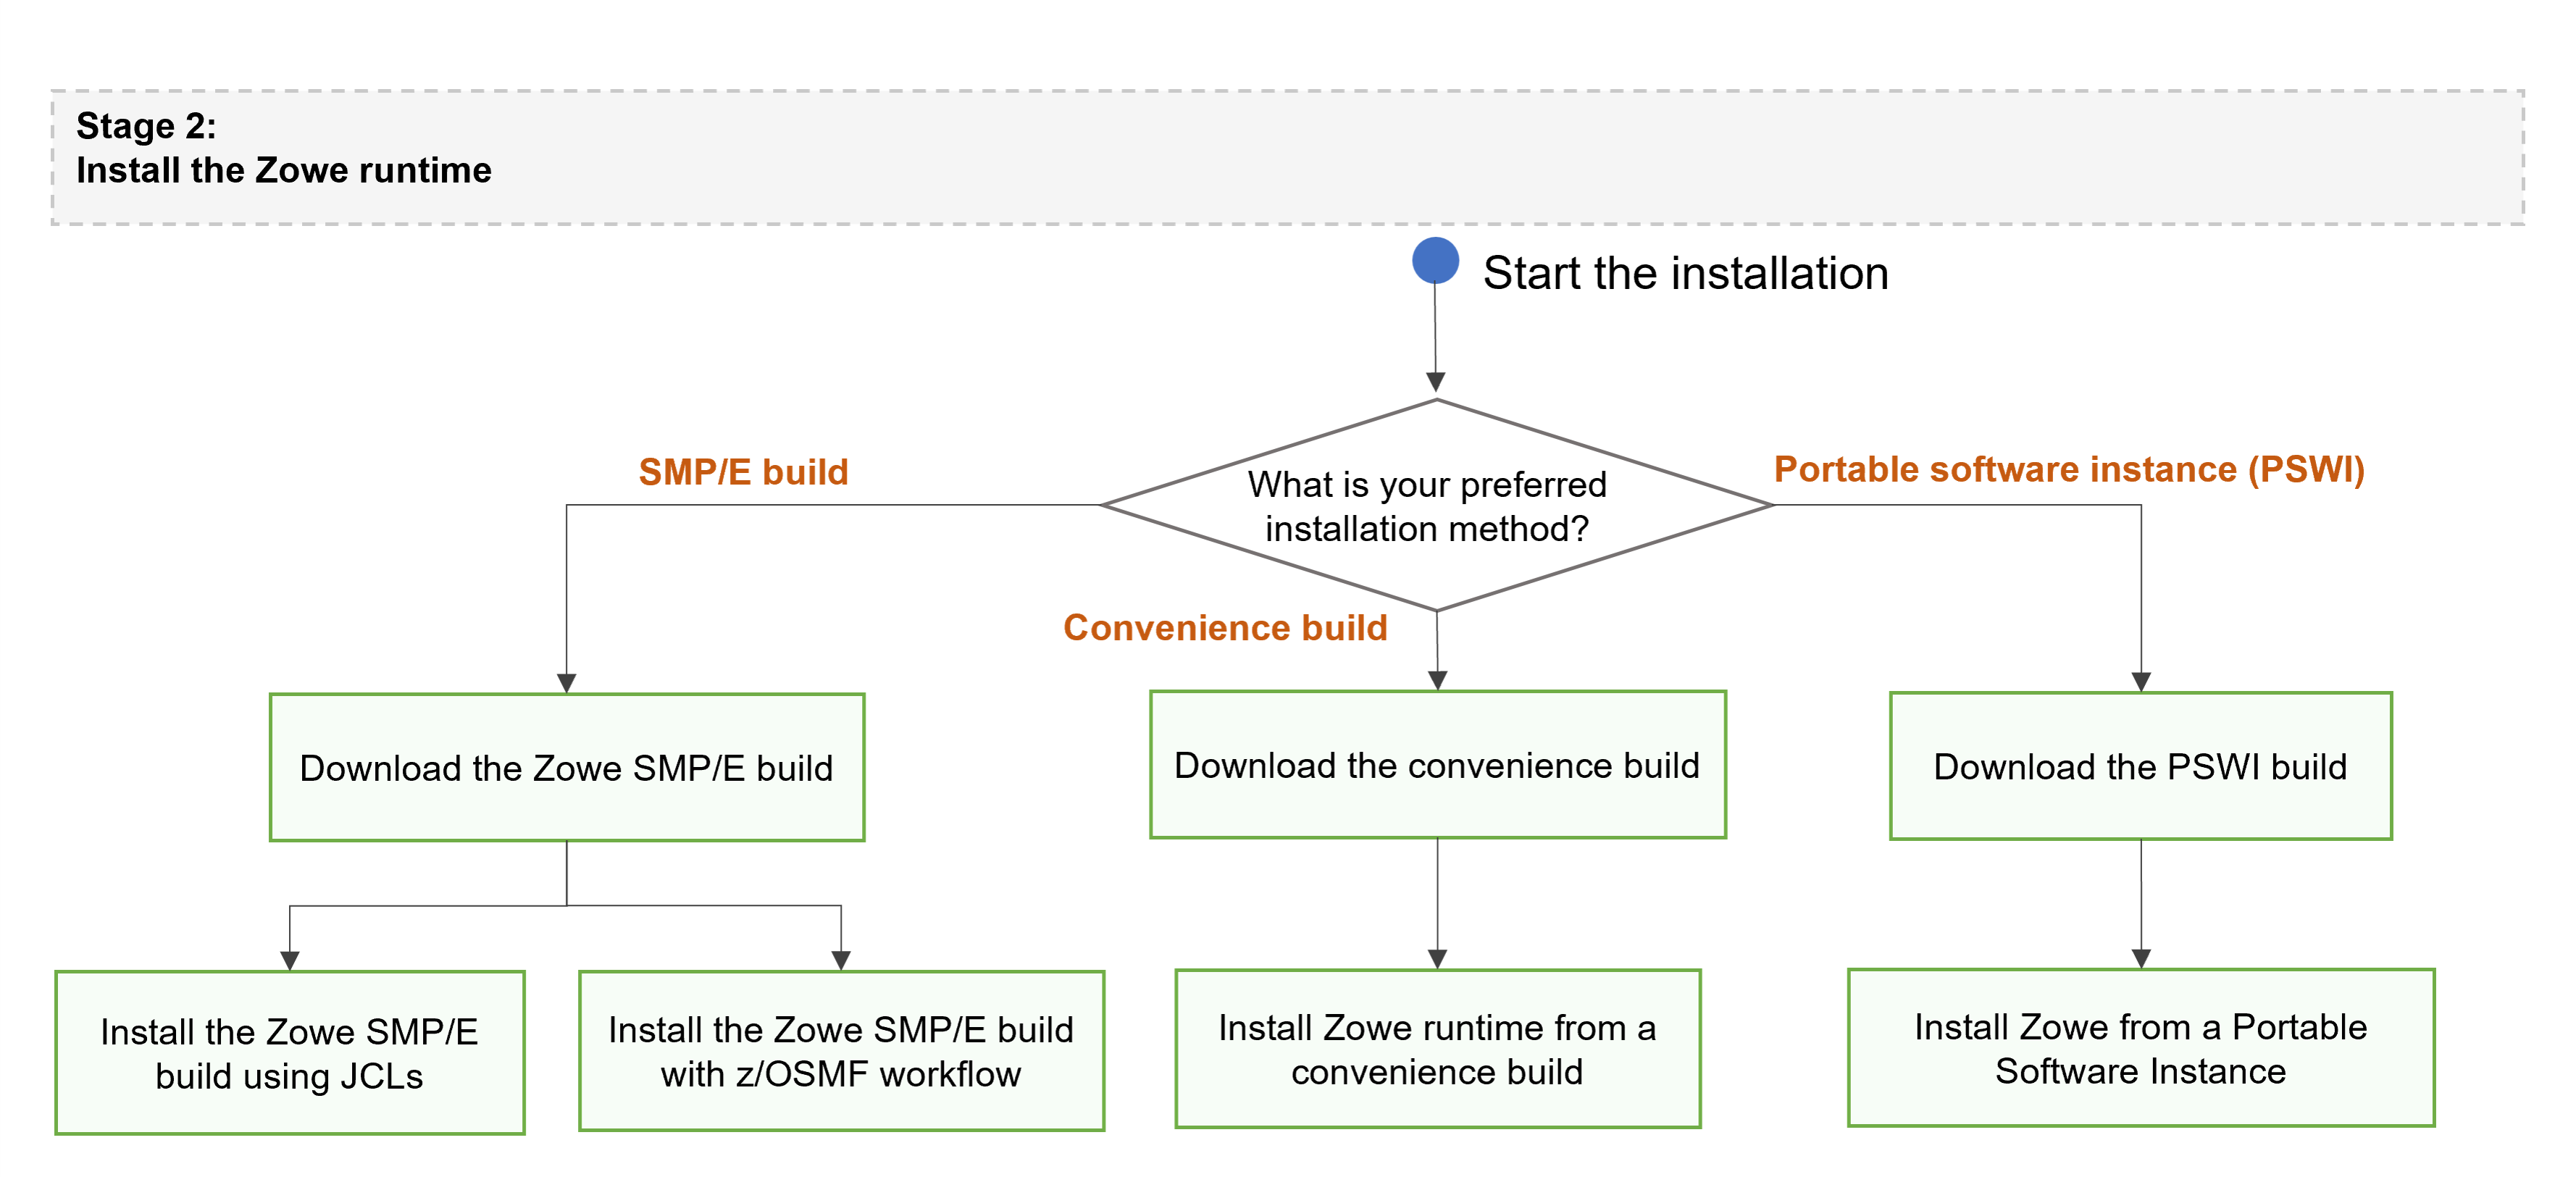 Stage 2:
Install the Zowe runtime
Start the installation
What is your preferred
installation method?
SMP/E build
Convenience build
Portable software instance (PSWI)
Download the Zowe SMP/E build
Download the convenience build
Download the PSWI build
Install the Zowe SMP/E
build using JCLs
Install the Zowe SMP/E build
with z/OSMF workflow
Install Zowe runtime from a
convenience build
Install Zowe from a Portable
Software Instance